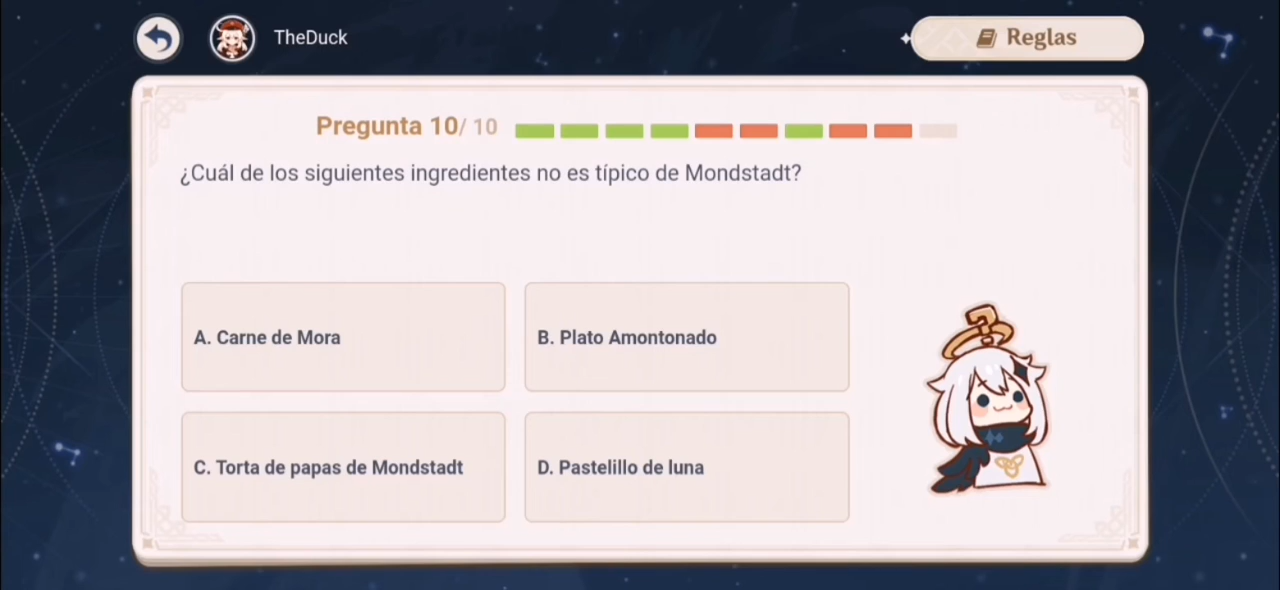 TheDuck
Reglas
Pregunta 10/ 10
¿Cuál de los siguientes ingredientes no es típico de Mondstadt?
A. Carne de Mora
B. Plato Amontonado
C. Torta de papas de Mondstadt
D. Pastelillo de luna